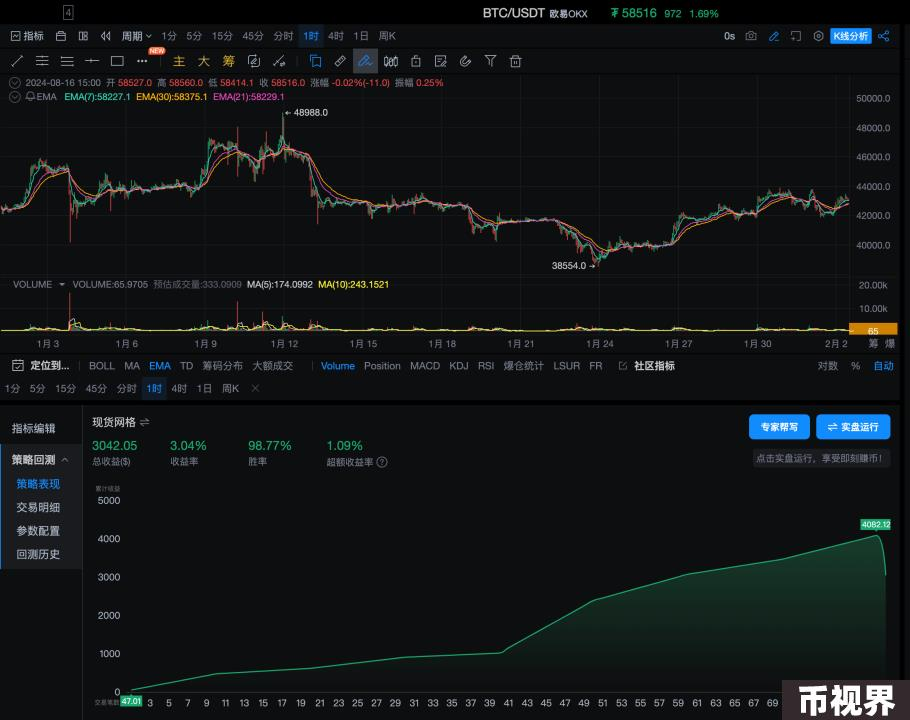 4
BTC/USDT 欧易OKX ₮ 58516 972 1.69%
指标 周期 1分 5分 15分 45分 分时 1时 4时 1日 周K 0s K线分析
NEW
主 大 筹
2024-08-16 15:00 开 58527.0 高 58560.0 低 58414.1 收 58516.0 涨幅 -0.02%(-11.0) 振幅 0.25%
EMA EMA(7):58227.1 EMA(30):58375.1 EMA(21):58229.1
50000.0
48988.0
48000.0
46000.0
44000.0
42000.0
40000.0
38554.0
VOLUME VOLUME:65.9705 预估成交量:333.0909 MA(5):174.0992 MA(10):243.1521
20.00k
10.00k
65
1月3 1月6 1月9 1月12 1月15 1月18 1月21 1月24 1月27 1月30 2月2 筹 爆
定位到... BOLL MA EMA TD 筹码分布 大额成交 Volume Position MACD KDJ RSI 爆仓统计 LSUR FR 社区指标 对数 % 自动
1分 5分 15分 45分 分时 1时 4时 1日 周K
指标编辑
策略回测
策略表现
交易明细
参数配置
回测历史
现货网格
专家帮写 实盘运行
3042.05 3.04% 98.77% 1.09%
总收益($) 收益率 胜率 超额收益率
点击实盘运行，享受即刻赚币！
累计收益
5000
4082.12
4000
3000
2000
1000
0
交易笔数 47.01 3 5 7 9 11 13 15 17 19 21 23 25 27 29 31 33 35 37 39 41 43 45 47 49 51 53 55 57 59 61 63 65 67 69
币视界